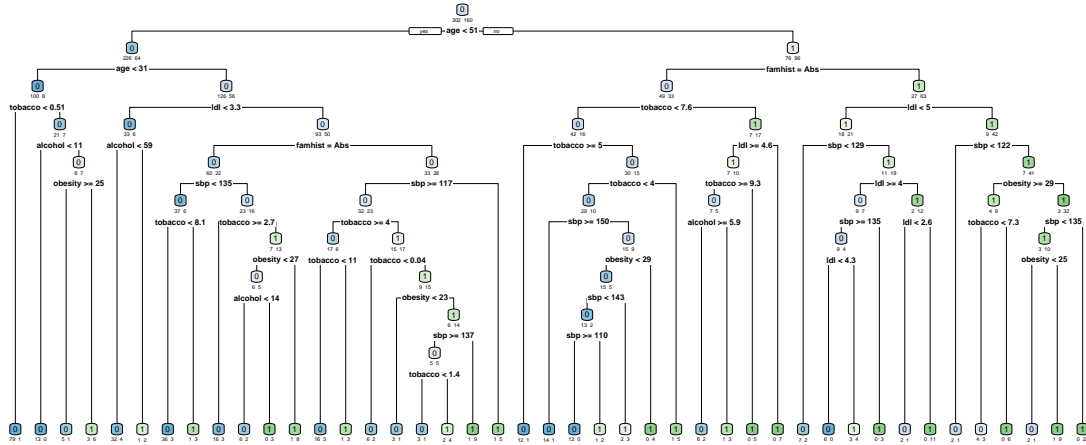 0
302 160
yes age < 51 no
0 1
226 64 76 96
age < 31 famhist = Abs
0 0 0 1
100 8 126 56 49 33 27 63
tobacco < 0.51 ldl < 3.3 tobacco < 7.6 ldl < 5
0 0 0 0 1 1 1
21 7 33 6 93 50 42 16 7 17 18 21 9 42
alcohol < 11 alcohol < 59 famhist = Abs tobacco >= 5 ldl >= 4.6 sbp < 129 sbp < 122
0 0 0 0 1 1 1
8 7 60 22 33 28 30 15 7 10 11 19 7 41
obesity >= 25 sbp < 135 sbp >= 117 tobacco < 4 tobacco >= 9.3 ldl >= 4 obesity >= 29
0 0 0 0 0 0 1 1 1
37 6 23 16 32 23 29 10 7 5 9 7 2 12 4 9 3 32
tobacco < 8.1 tobacco >= 2.7 tobacco >= 4 sbp >= 150 alcohol >= 5.9 sbp >= 135 ldl < 2.6 tobacco < 7.3 sbp < 135
1 0 1 0 0 1
7 13 17 6 15 17 15 9 9 4 3 10
obesity < 27 tobacco < 11 tobacco < 0.04 obesity < 29 ldl < 4.3 obesity < 25
0 1 0
6 5 9 15 15 5
alcohol < 14 obesity < 23 sbp < 143
1 0
6 14 13 2
sbp >= 137 sbp >= 110
0
5 5
tobacco < 1.4
0 0 0 1 0 1 0 1 0 0 1 1 0 1 0 0 0 1 1 1 0 0 0 1 1 1 1 0 1 1 1 0 0 1 1 0 1 0 0 1 0 1 1
79 1 13 0 5 1 3 6 32 4 1 2 36 3 1 3 16 3 6 2 0 3 1 8 16 3 1 3 6 2 3 1 3 1 2 4 1 9 1 5 12 1 14 1 12 0 1 2 2 3 0 4 1 5 6 2 1 3 0 5 0 7 7 2 6 0 3 4 0 3 2 1 0 11 2 1 4 3 0 6 2 1 1 9